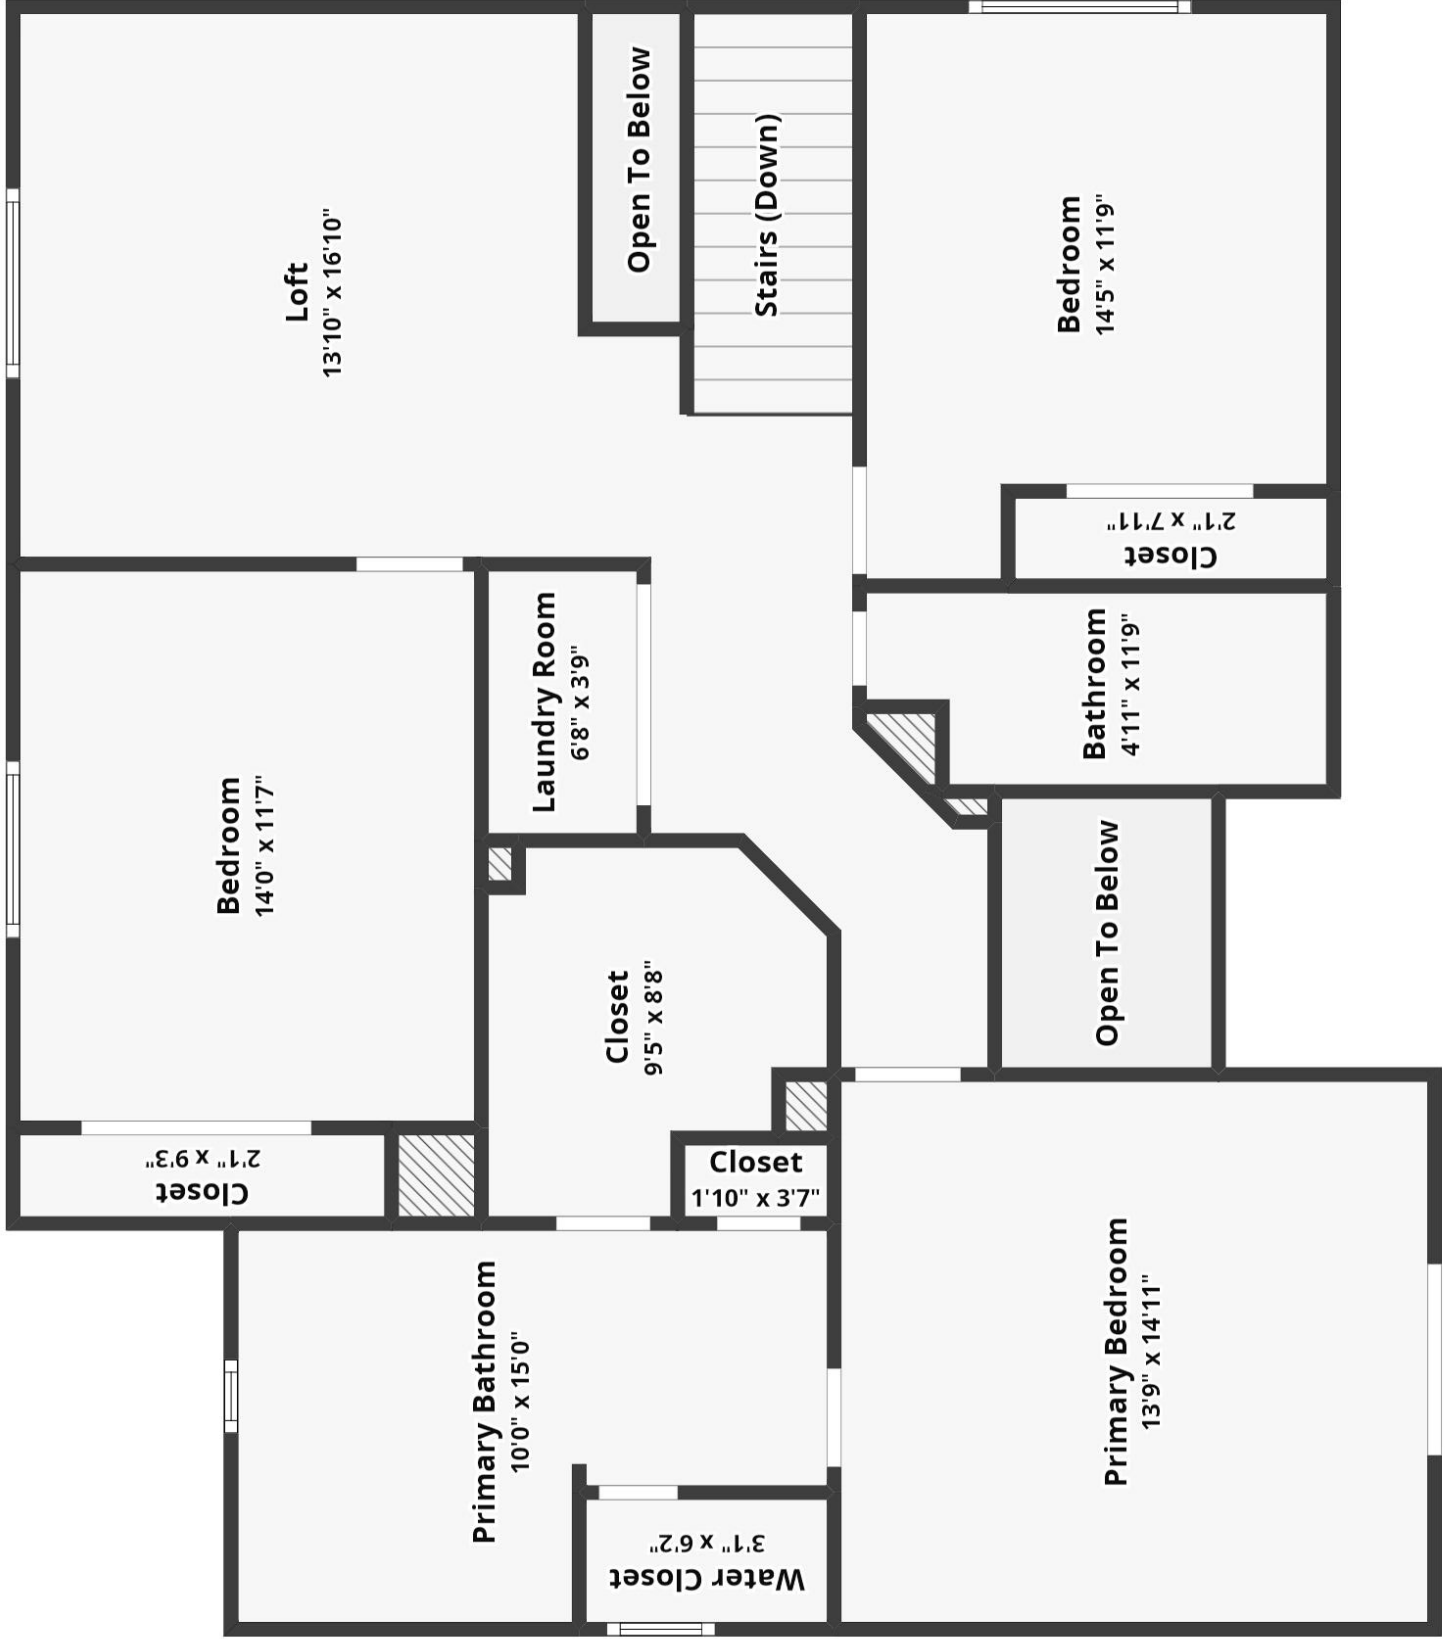 Open To Below
Stairs (Down)
Loft
13'10" x 16'10"
Bedroom
14'5" x 11'9"
2'1" x 7'11"
Closet
Laundry Room
6'8" x 3'9"
Bathroom
4'11" x 11'9"
Bedroom
14'0" x 11'7"
Open To Below
Closet
9'5" x 8'8"
2'1" x 9'3"
Closet
Closet
1'10" x 3'7"
Primary Bathroom
10'0" x 15'0"
Primary Bedroom
13'9" x 14'11"
3'1" x 6'2"
Water Closet